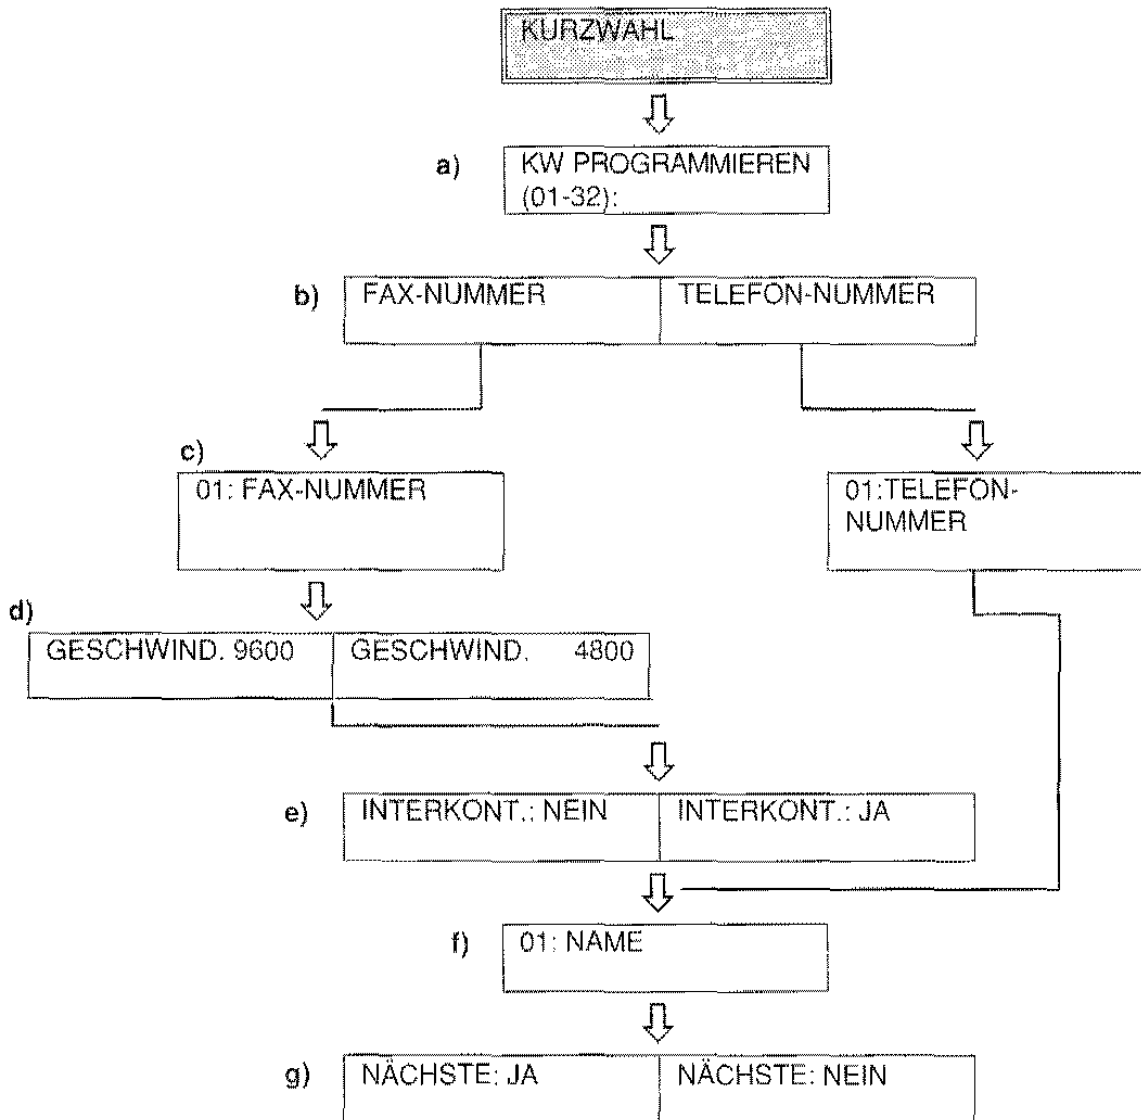 KURZWAHL
a)
KW PROGRAMMIEREN
(01-32):
b)
FAX-NUMMER
TELEFON-NUMMER
c)
01: FAX-NUMMER
01:TELEFON-
NUMMER
d)
GESCHWIND. 9600
GESCHWIND. 4800
e)
INTERKONT.: NEIN
INTERKONT.: JA
f)
01: NAME
g)
NÄCHSTE: JA
NÄCHSTE: NEIN